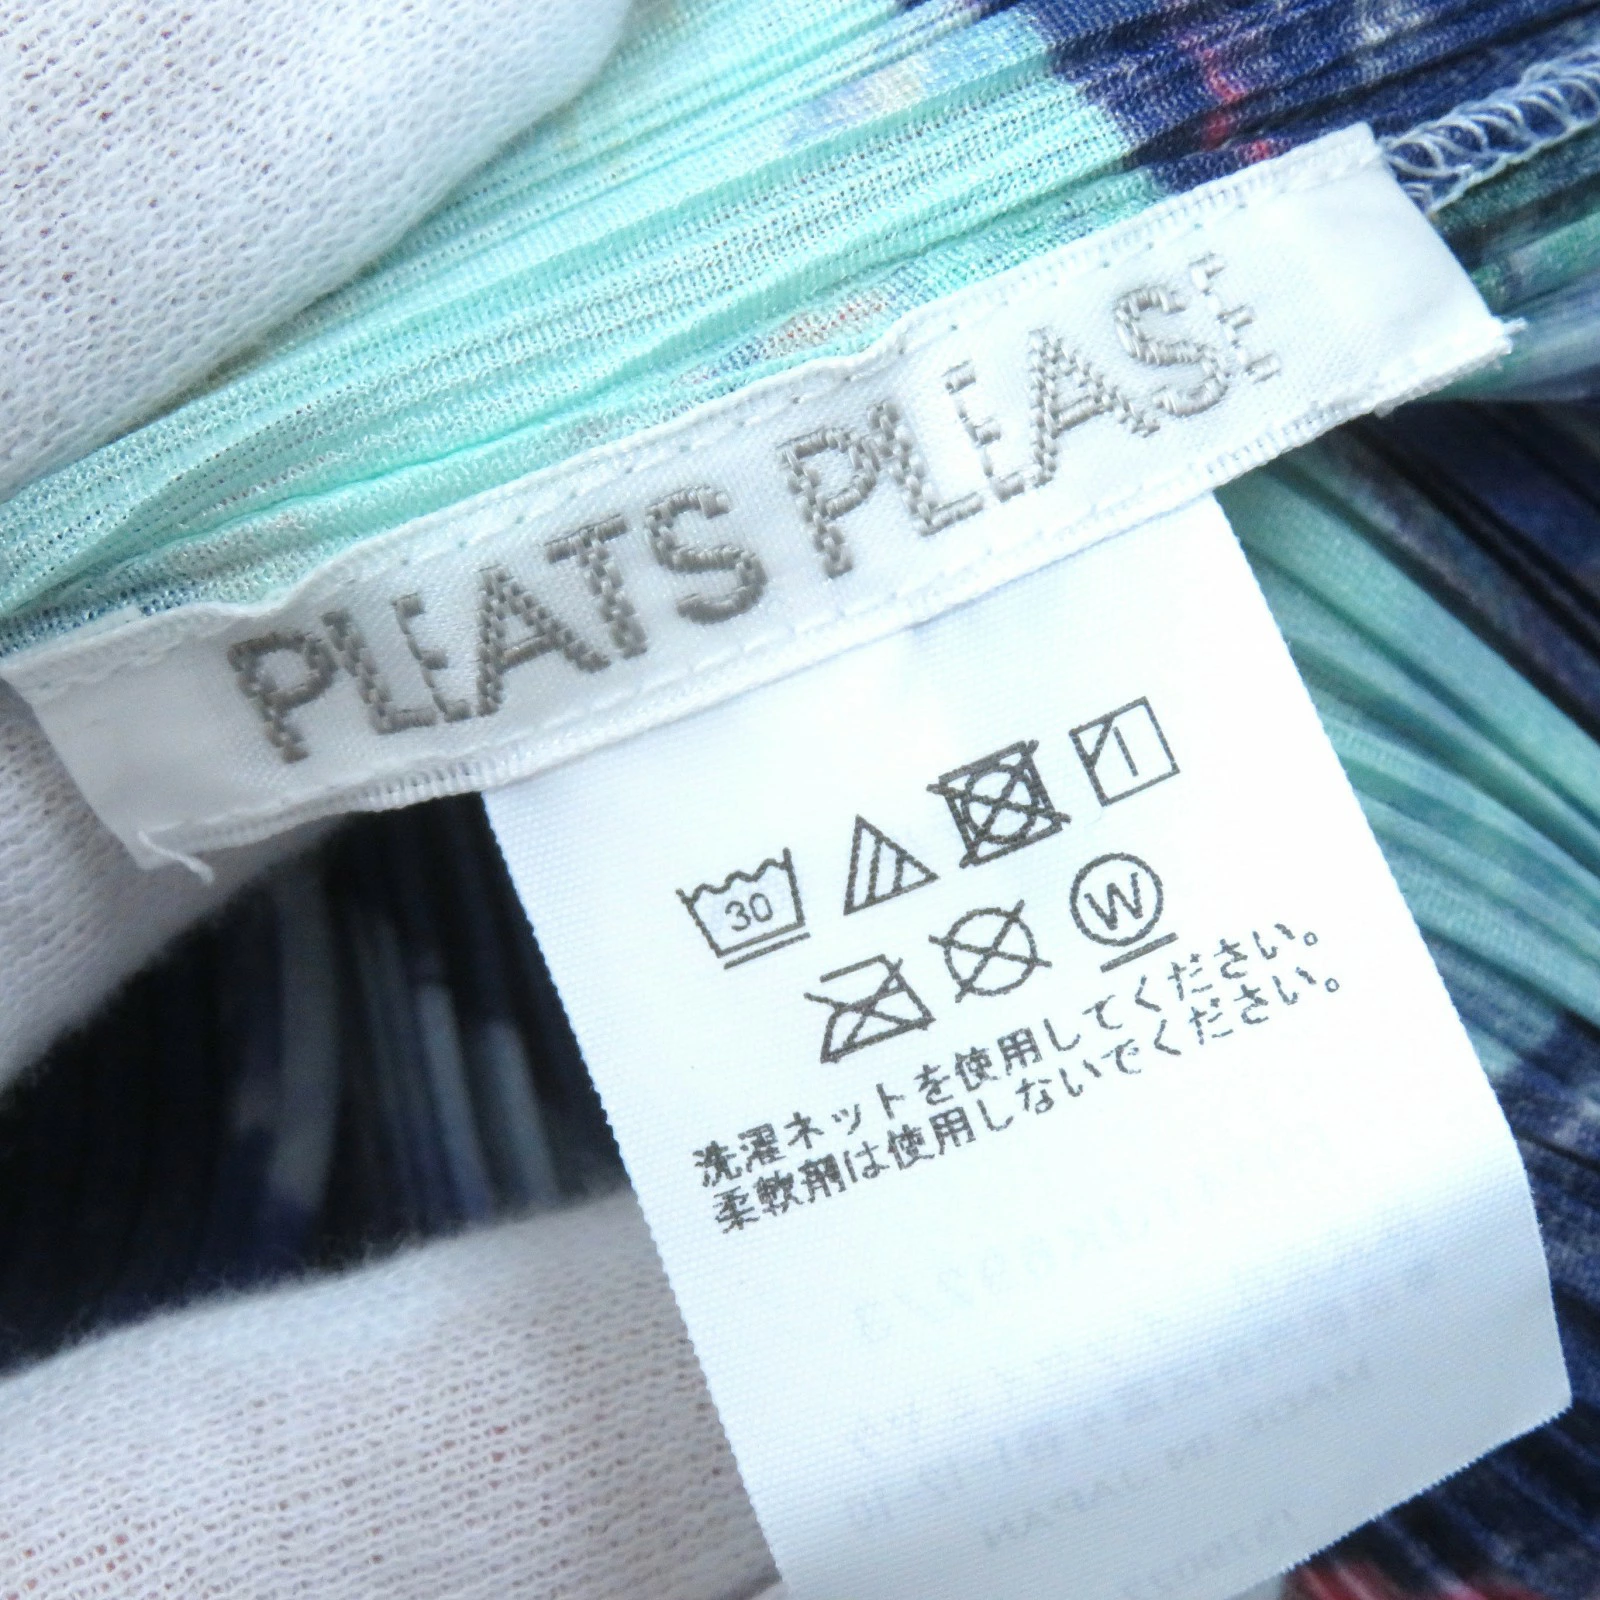 PLEATS PLEASE
30
W
洗濯ネットを使用してください。
柔軟剤は使用しないでください。